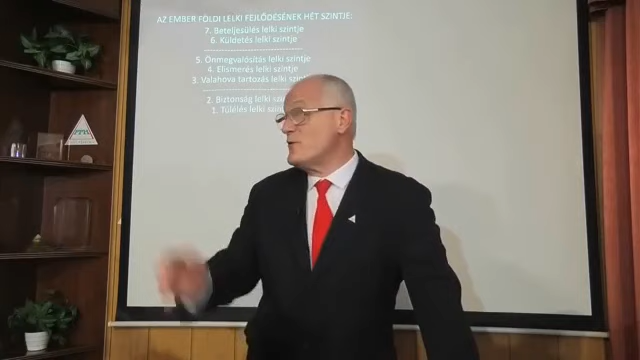 AZ EMBER FÖLDI LELKI FEJLŐDÉSÉNEK HÉT SZINTJE:
7. Beteljesülés lelki szintje
6. Küldetés lelki szintje
5. Önmegvalósítás lelki szintje
4. Elismerés lelki szintje
3. Valahova tartozás lelki
2. Biztonság lelki
1. Túlélés lelki